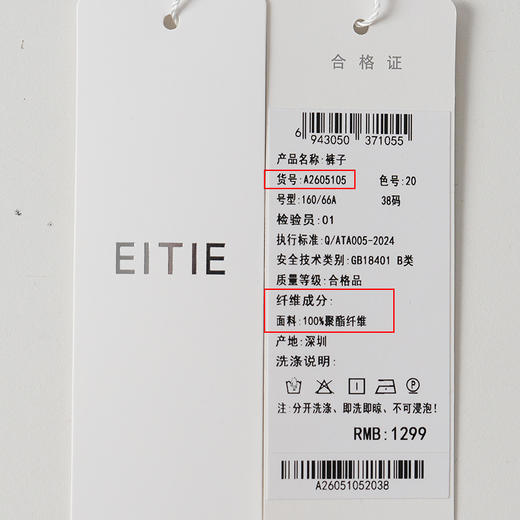 EITIE
合格证
6 943050 371055
产品名称:裤子
货号:A2605105 色号:20
号型:160/66A 38码
检验员:01
执行标准:Q/ATA005-2024
安全技术类别:GB18401 B类
质量等级:合格品
纤维成分:
面料:100%聚酯纤维
产地:深圳
洗涤说明:
P
注:分开洗涤、即洗即晾、不可浸泡!
RMB:1299
A26051052038